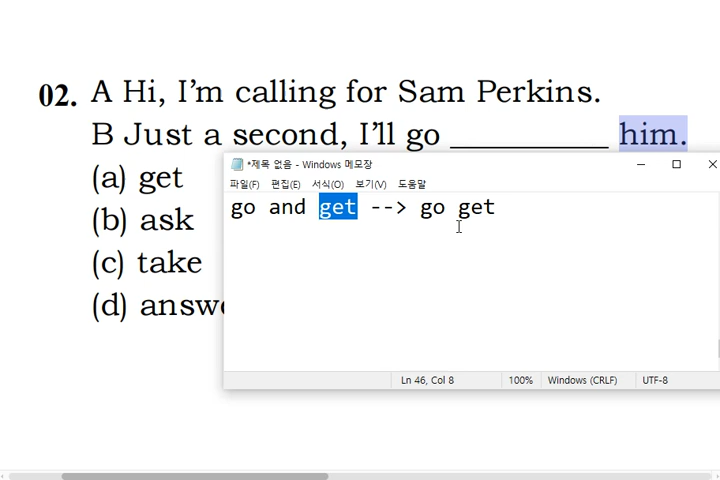 02. A Hi, I'm calling for Sam Perkins.
B Just a second, I'll go __________ him.
(a) get
(b) ask
(c) take
(d)
*제목 없음 - Windows 메모장
파일(F) 편집(E) 서식(O) 보기(V) 도움말
go and get --> go get
Ln 46, Col 8 100% Windows (CRLF) UTF-8